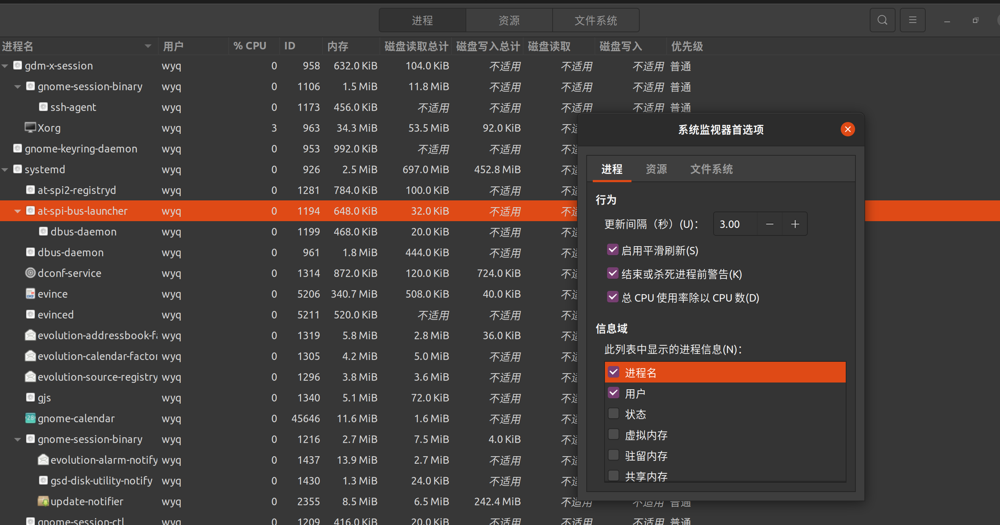 进程 资源 文件系统
进程名 用户 % CPU ID 内存 磁盘读取总计 磁盘写入总计 磁盘读取 磁盘写入 优先级
gdm-x-session wyq 0 958 632.0 KiB 104.0 KiB 不适用 不适用 不适用 普通
gnome-session-binary wyq 0 1106 1.5 MiB 11.8 MiB 不适用 不适用 不适用 普通
ssh-agent wyq 0 1173 456.0 KiB 不适用 不适用 不适用 不适用 普通
Xorg wyq 3 963 34.3 MiB 53.5 MiB 92.0 KiB 不
gnome-keyring-daemon wyq 0 953 992.0 KiB 不适用 不适用 不
systemd wyq 0 926 2.5 MiB 697.0 MiB 452.8 MiB 不
at-spi2-registryd wyq 0 1281 784.0 KiB 100.0 KiB 不适用 不
at-spi-bus-launcher wyq 0 1194 648.0 KiB 32.0 KiB 不适用 不
dbus-daemon wyq 0 1199 468.0 KiB 20.0 KiB 不适用 不
dbus-daemon wyq 0 961 1.8 MiB 444.0 KiB 不适用 不
dconf-service wyq 0 1314 872.0 KiB 120.0 KiB 724.0 KiB 不
evince wyq 0 5206 340.7 MiB 508.0 KiB 40.0 KiB 不
evinced wyq 0 5211 520.0 KiB 不适用 不适用 不
evolution-addressbook-fa wyq 0 1319 5.8 MiB 2.8 MiB 36.0 KiB 不
evolution-calendar-factor wyq 0 1305 4.2 MiB 5.0 MiB 不适用 不
evolution-source-registry wyq 0 1296 3.8 MiB 3.6 MiB 不适用 不
gjs wyq 0 1340 5.1 MiB 72.0 KiB 不适用 不
28 gnome-calendar wyq 0 45646 11.6 MiB 1.6 MiB 不适用 不
gnome-session-binary wyq 0 1216 2.7 MiB 7.5 MiB 4.0 KiB 不
evolution-alarm-notify wyq 0 1437 13.9 MiB 2.7 MiB 不适用 不
gsd-disk-utility-notify wyq 0 1430 1.3 MiB 24.0 KiB 不适用 不
update-notifier wyq 0 2355 8.5 MiB 6.5 MiB 242.4 MiB 不适用 不适用 普通
gnome-session-ctl wyq 0 1209 416.0 KiB 20.0 KiB 不适用 不适用 不适用 普通
系统监视器首选项
进程 资源 文件系统
行为
更新间隔（秒）(U)： 3.00 − +
启用平滑刷新(S)
结束或杀死进程前警告(K)
总 CPU 使用率除以 CPU 数(D)
信息域
此列表中显示的进程信息(N)：
进程名
用户
状态
虚拟内存
驻留内存
共享内存